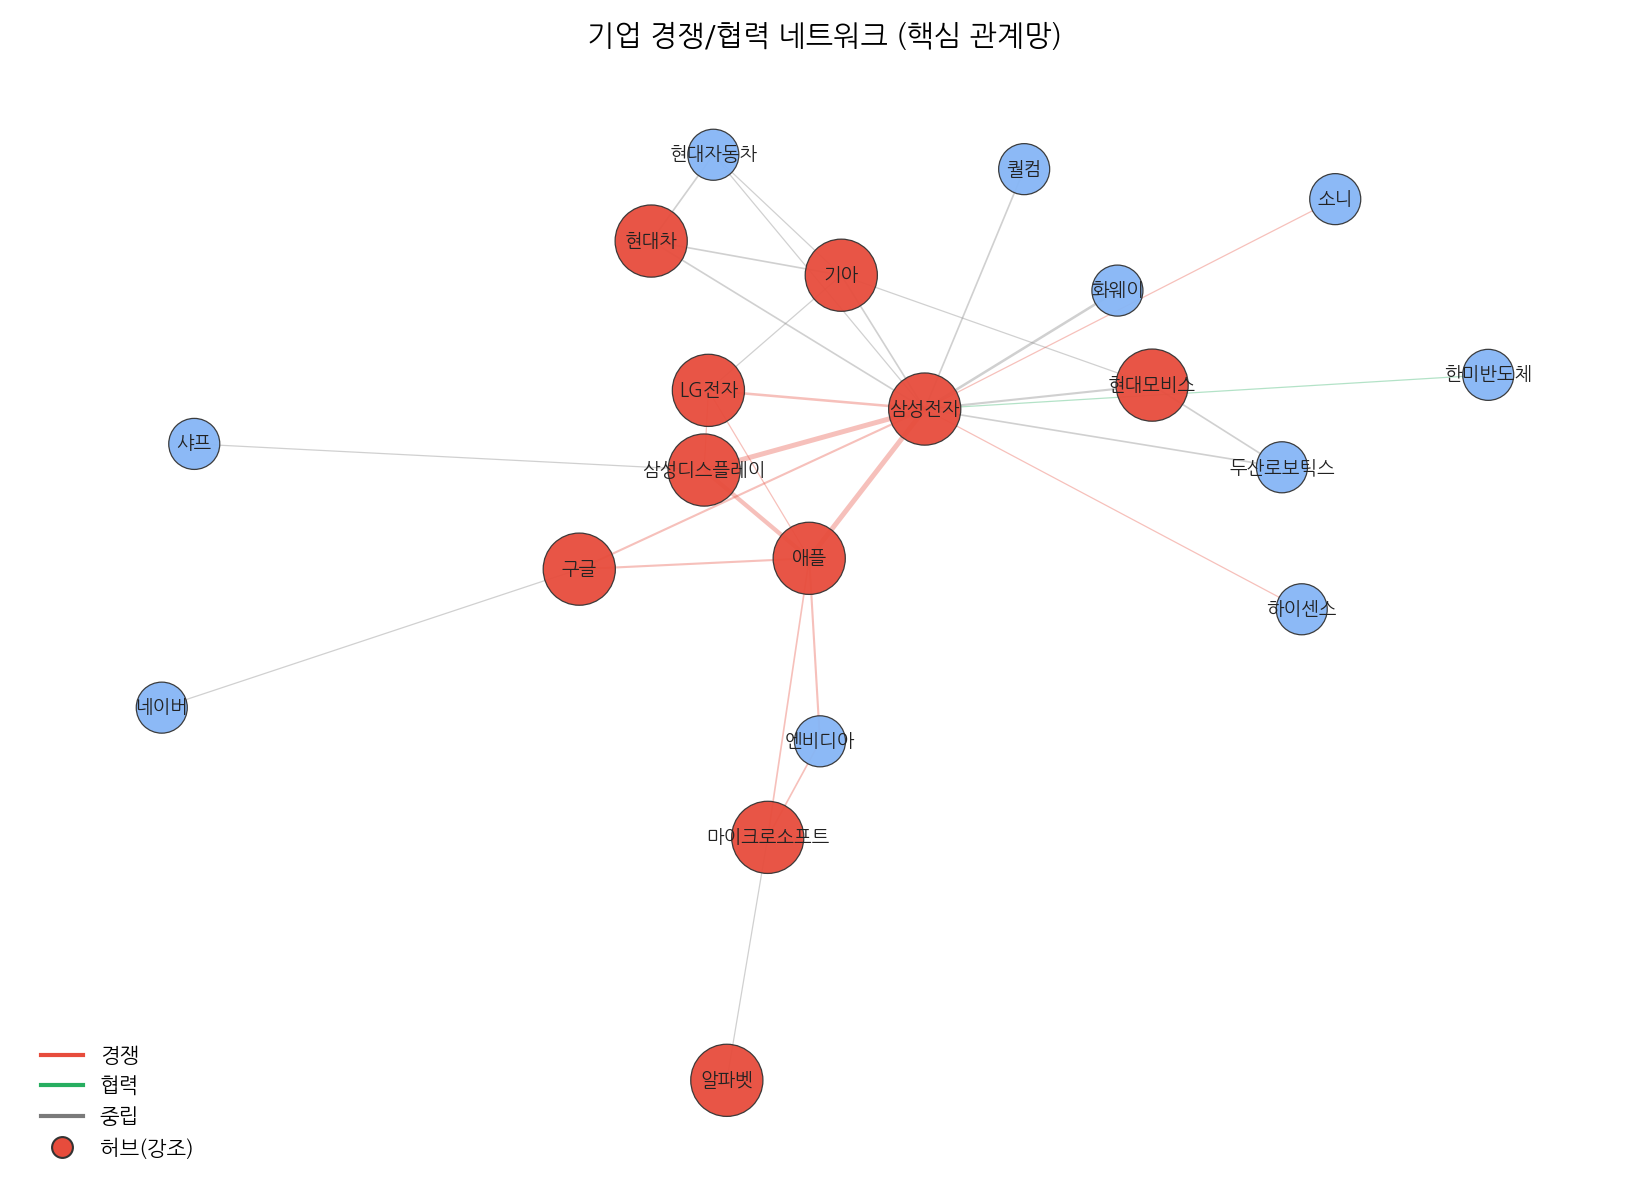 기업 경쟁/협력 네트워크 (핵심 관계망)
현대자동차
퀄컴
소니
현대차
기아
화웨이
한미반도체
현대모비스
LG전자
삼성전자
샤프
삼성디스플레이
두산로보틱스
구글
애플
하이센스
네이버
엔비디아
마이크로소프트
알파벳
경쟁
협력
중립
허브(강조)